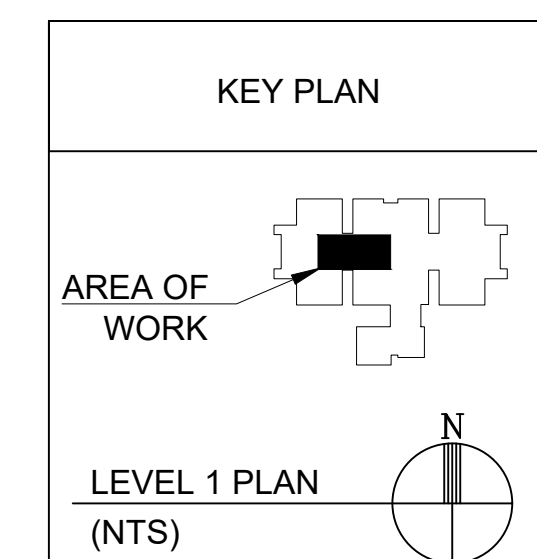 KEY PLAN
AREA OF
WORK
N
LEVEL 1 PLAN
(NTS)